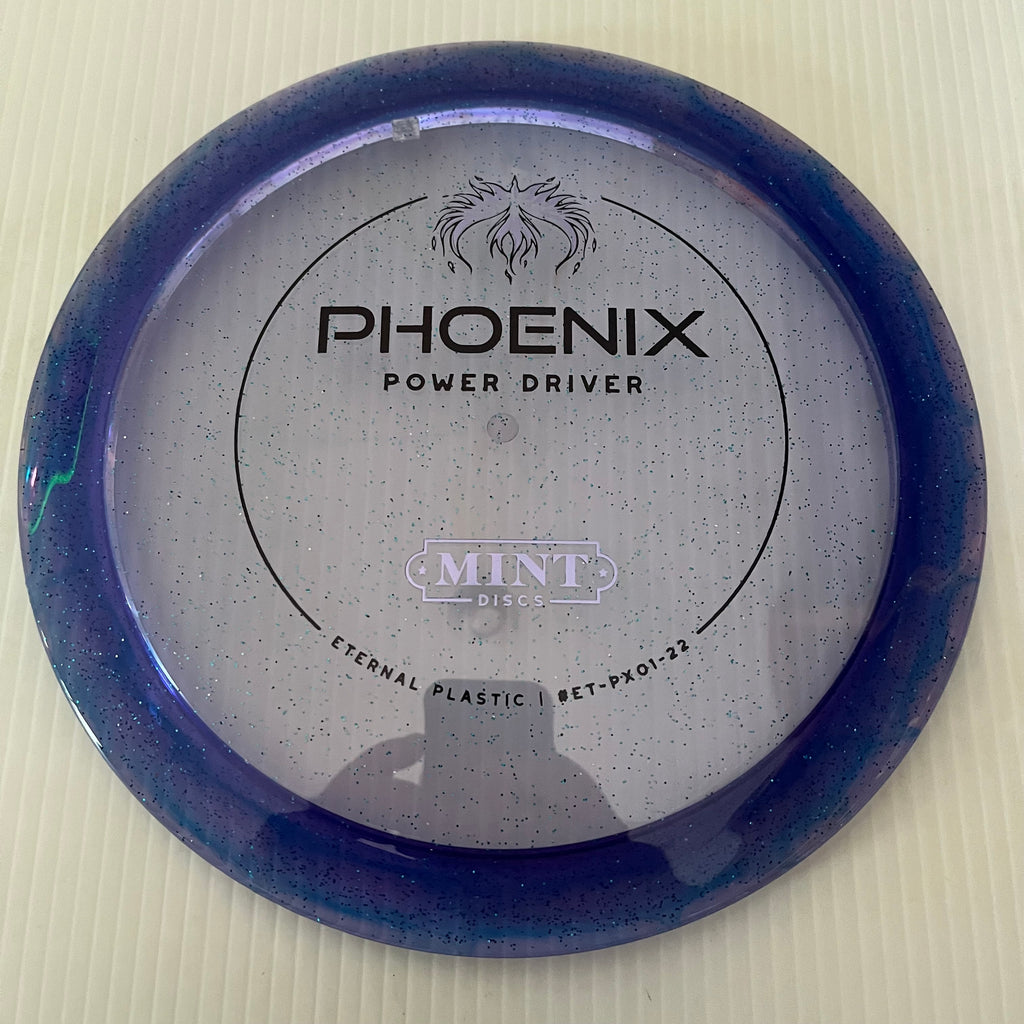 PHOENIX
POWER DRIVER
MINT
DISCS
ETERNAL PLASTIC | #ET-PX01-22